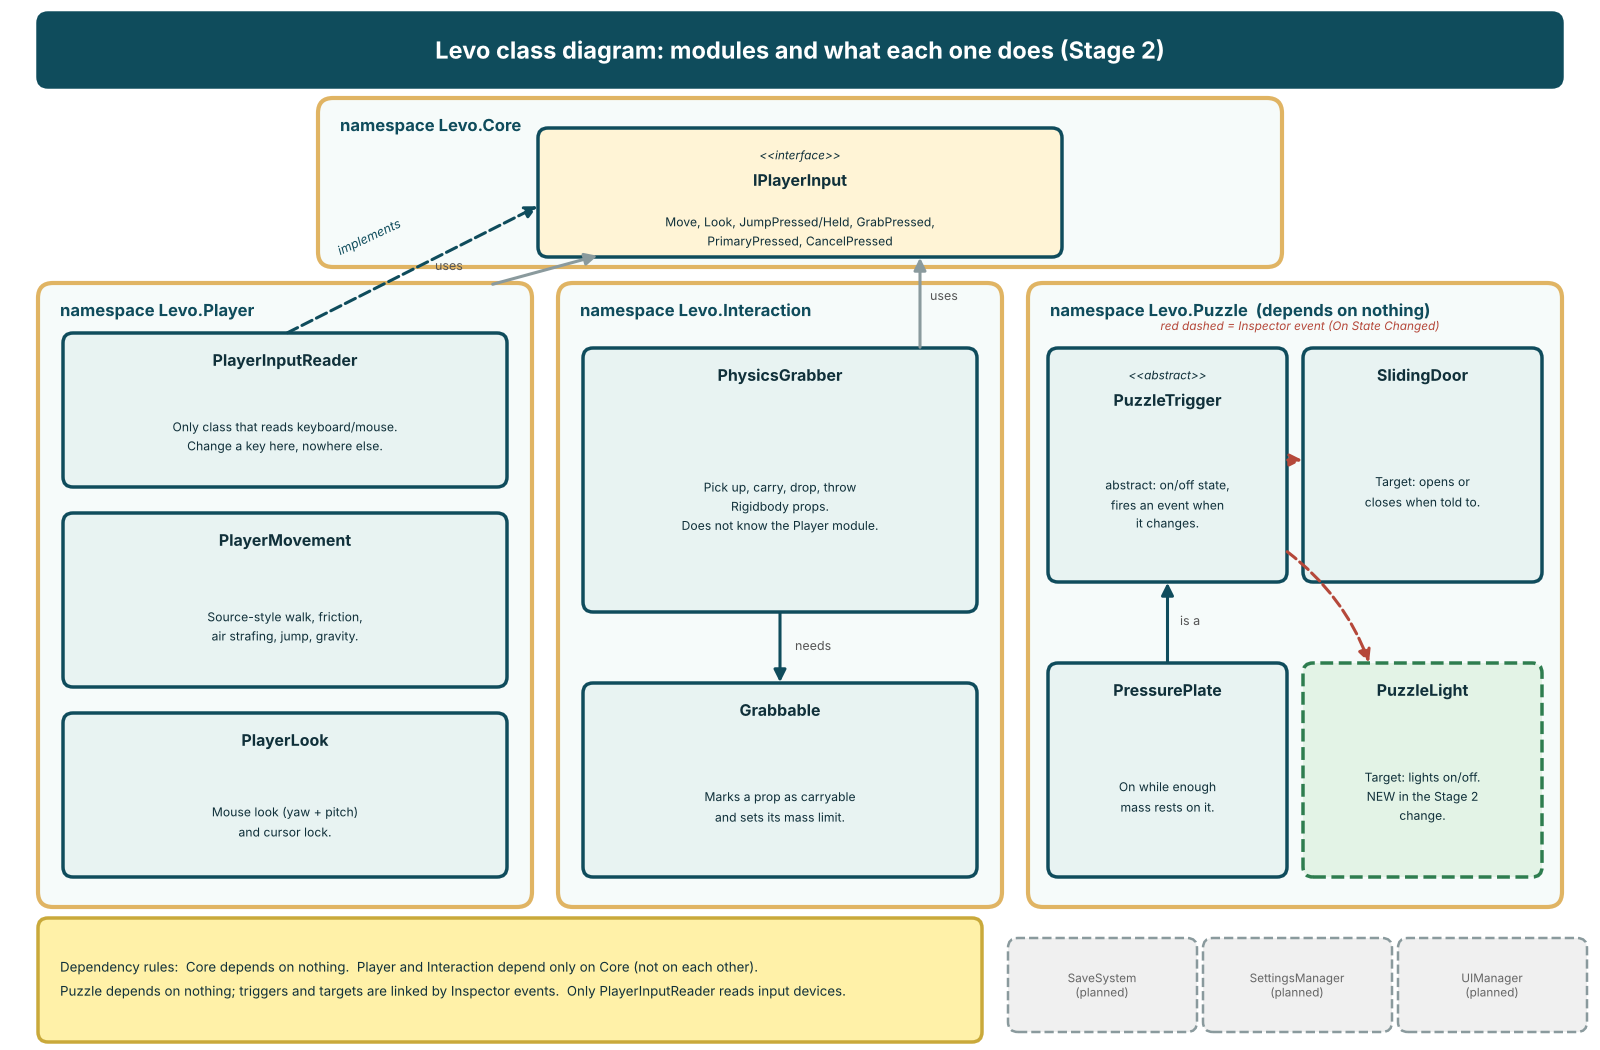 Levo class diagram: modules and what each one does (Stage 2)
namespace Levo.Core
<<interface>>
IPlayerInput
Move, Look, JumpPressed/Held, GrabPressed,
PrimaryPressed, CancelPressed
implements
uses
uses
namespace Levo.Player
PlayerInputReader
Only class that reads keyboard/mouse.
Change a key here, nowhere else.
PlayerMovement
Source-style walk, friction,
air strafing, jump, gravity.
PlayerLook
Mouse look (yaw + pitch)
and cursor lock.
namespace Levo.Interaction
PhysicsGrabber
Pick up, carry, drop, throw
Rigidbody props.
Does not know the Player module.
needs
Grabbable
Marks a prop as carryable
and sets its mass limit.
namespace Levo.Puzzle (depends on nothing)
red dashed = Inspector event (On State Changed)
<<abstract>>
PuzzleTrigger
abstract: on/off state,
fires an event when
it changes.
SlidingDoor
Target: opens or
closes when told to.
is a
PressurePlate
On while enough
mass rests on it.
PuzzleLight
Target: lights on/off.
NEW in the Stage 2
change.
Dependency rules: Core depends on nothing. Player and Interaction depend only on Core (not on each other).
Puzzle depends on nothing; triggers and targets are linked by Inspector events. Only PlayerInputReader reads input devices.
SaveSystem
(planned)
SettingsManager
(planned)
UIManager
(planned)